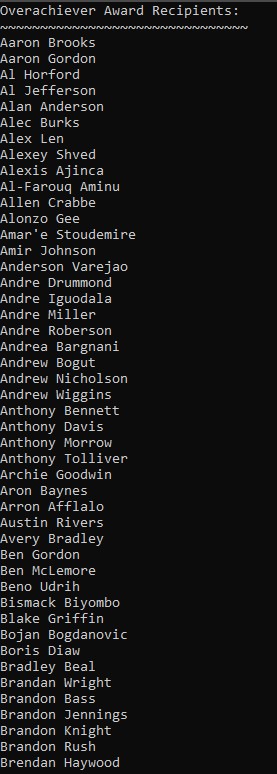 Overachiever Award Recipients:
~~~~~~~~~~~~~~~~~~~~~~~~~~~~~~~
Aaron Brooks
Aaron Gordon
Al Horford
Al Jefferson
Alan Anderson
Alec Burks
Alex Len
Alexey Shved
Alexis Ajinca
Al-Farouq Aminu
Allen Crabbe
Alonzo Gee
Amar'e Stoudemire
Amir Johnson
Anderson Varejao
Andre Drummond
Andre Iguodala
Andre Miller
Andre Roberson
Andrea Bargnani
Andrew Bogut
Andrew Nicholson
Andrew Wiggins
Anthony Bennett
Anthony Davis
Anthony Morrow
Anthony Tolliver
Archie Goodwin
Aron Baynes
Arron Afflalo
Austin Rivers
Avery Bradley
Ben Gordon
Ben McLemore
Beno Udrih
Bismack Biyombo
Blake Griffin
Bojan Bogdanovic
Boris Diaw
Bradley Beal
Brandan Wright
Brandon Bass
Brandon Jennings
Brandon Knight
Brandon Rush
Brendan Haywood